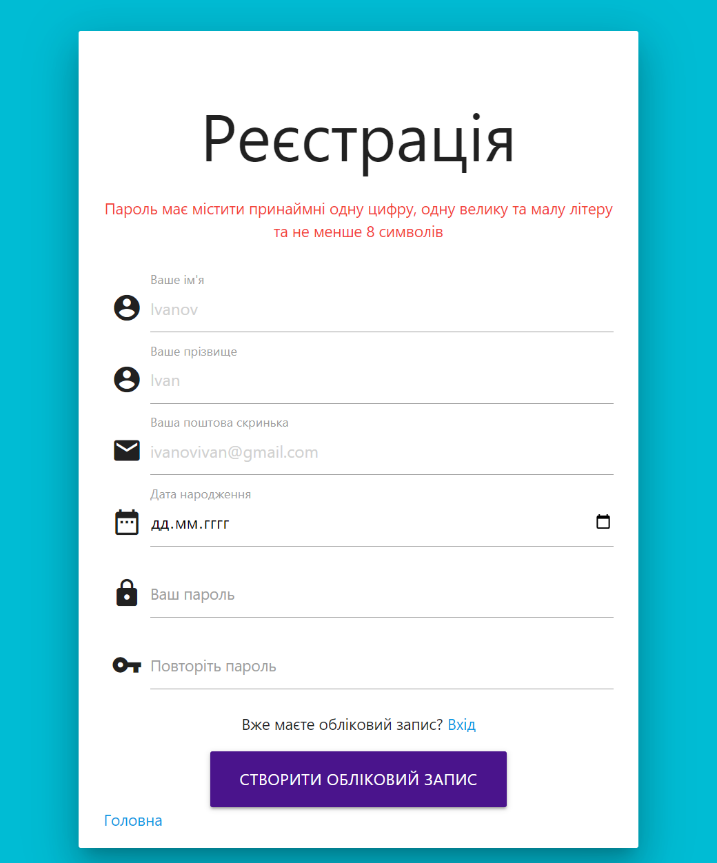 Реєстрація
Пароль має містити принаймні одну цифру, одну велику та малу літеру
та не менше 8 символів
Ваше ім'я
Ivanov
Ваше прізвище
Ivan
Ваша поштова скринька
ivanovivan@gmail.com
Дата народження
дд.мм.гггг
Ваш пароль
Повторіть пароль
Вже маєте обліковий запис? Вхід
СТВОРИТИ ОБЛІКОВИЙ ЗАПИС
Головна